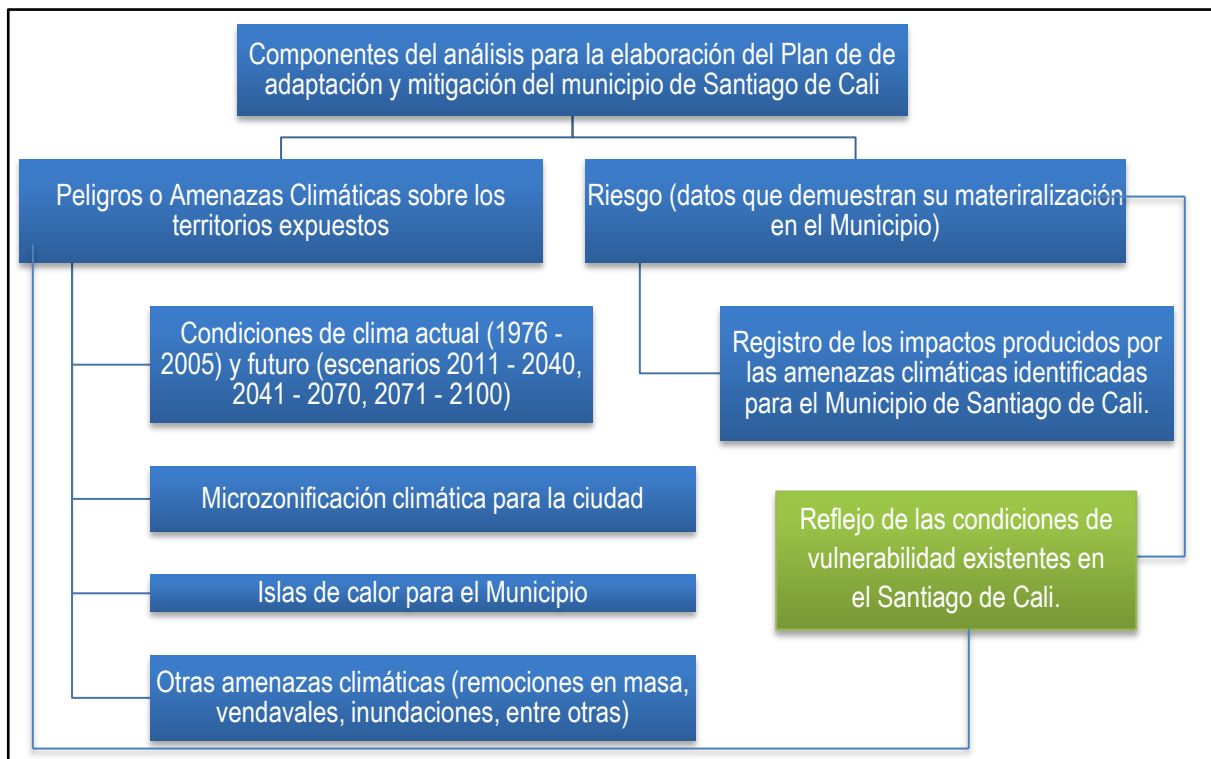 Componentes del análisis para la elaboración del Plan de de
adaptación y mitigación del municipio de Santiago de Cali
Peligros o Amenazas Climáticas sobre los
territorios expuestos
Condiciones de clima actual (1976 -
2005) y futuro (escenarios 2011 - 2040,
2041 - 2070, 2071 - 2100)
Microzonificación climática para la ciudad
Islas de calor para el Municipio
Otras amenazas climáticas (remociones en masa,
vendavales, inundaciones, entre otras)
Riesgo (datos que demuestran su materiralización
en el Municipio)
Registro de los impactos producidos por
las amenazas climáticas identificadas
para el Municipio de Santiago de Cali.
Reflejo de las condiciones de
vulnerabilidad existentes en
el Santiago de Cali.